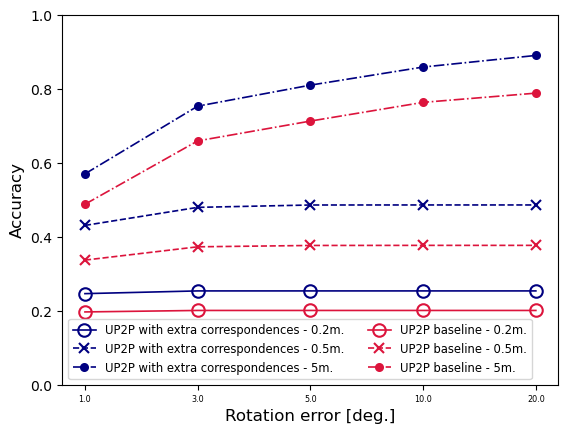 1.0
0.8
0.6
0.4
0.2
0.0
Accuracy
UP2P with extra correspondences - 0.2m.
UP2P with extra correspondences - 0.5m.
UP2P with extra correspondences - 5m.
UP2P baseline - 0.2m.
UP2P baseline - 0.5m.
UP2P baseline - 5m.
1.0 3.0 5.0 10.0 20.0
Rotation error [deg.]